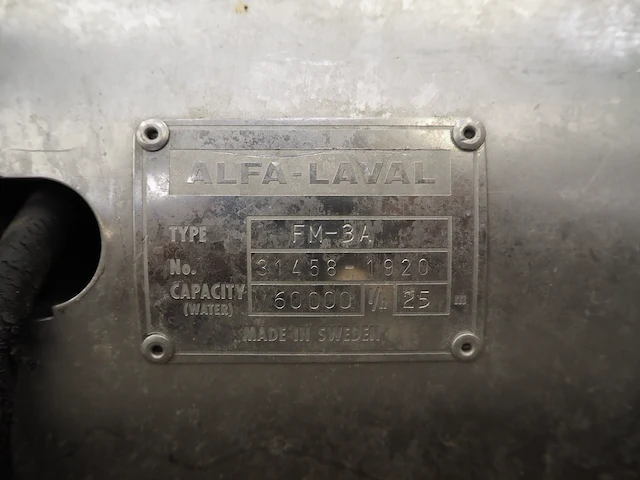 ALFA-LAVAL
TYPE FM-3A
No. 31458-1920
CAPACITY 60000 l/h 25 m
(WATER)
MADE IN SWEDEN